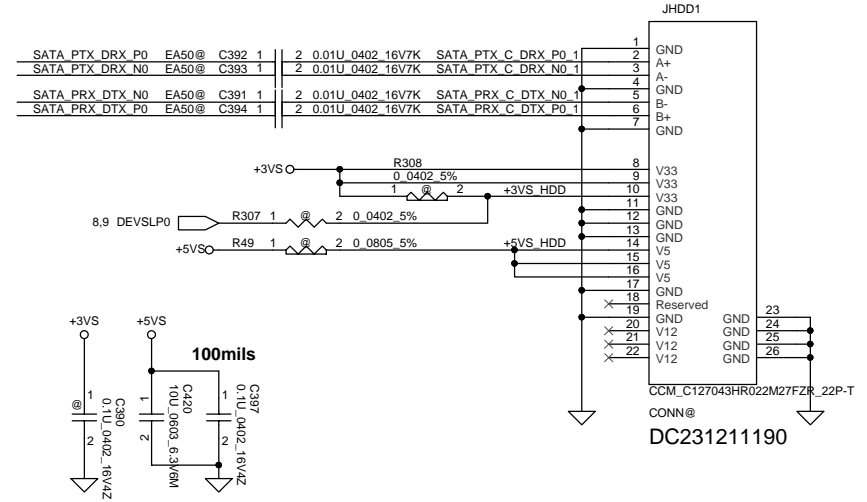 JHDD1
SATA_PTX_DRX_P0 EA50@ C392 1 2 0.01U_0402_16V7K SATA_PTX_C_DRX_P0_1
SATA_PTX_DRX_N0 EA50@ C393 1 2 0.01U_0402_16V7K SATA_PTX_C_DRX_N0_1
SATA_PRX_DTX_N0 EA50@ C391 1 2 0.01U_0402_16V7K SATA_PRX_C_DTX_N0_1
SATA_PRX_DTX_P0 EA50@ C394 1 2 0.01U_0402_16V7K SATA_PRX_C_DTX_P0_1
1 GND
2 A+
3 A-
4 GND
5 B-
6 B+
7 GND
+3VS
R308
0_0402_5%
1 @ 2 +3VS_HDD
8,9 DEVSLP0 R307 1 @ 2 0_0402_5%
+5VS R49 1 @ 2 0_0805_5% +5VS_HDD
8 V33
9 V33
10 V33
11 GND
12 GND
13 GND
14 V5
15 V5
16 V5
17 GND
18 Reserved
19 GND
20 V12
21 V12
22 V12
GND 23
GND 24
GND 25
GND 26
CCM_C127043HR022M27FZR_22P-T
CONN@
DC231211190
+3VS
+5VS
100mils
@ 1 2 C390
0.1U_0402_16V4Z
1 2 C420
10U_0603_6.3V6M
1 2 C397
0.1U_0402_16V4Z